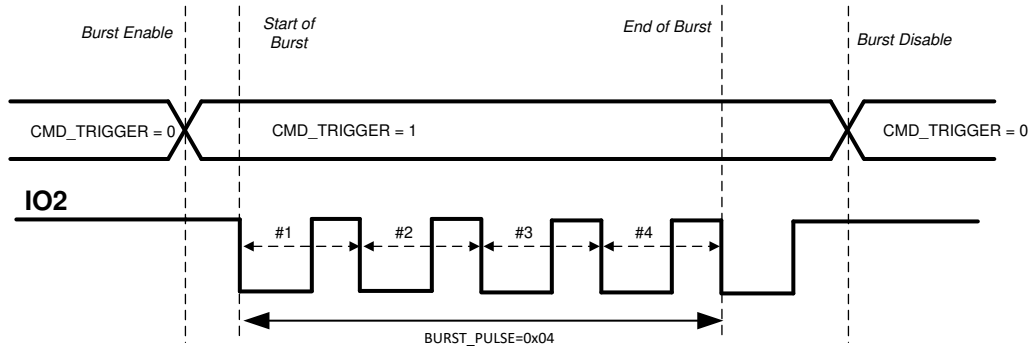 Burst Enable
Start of
Burst
End of Burst
Burst Disable
CMD_TRIGGER = 0
CMD_TRIGGER = 1
CMD_TRIGGER = 0
IO2
#1
#2
#3
#4
BURST_PULSE=0x04